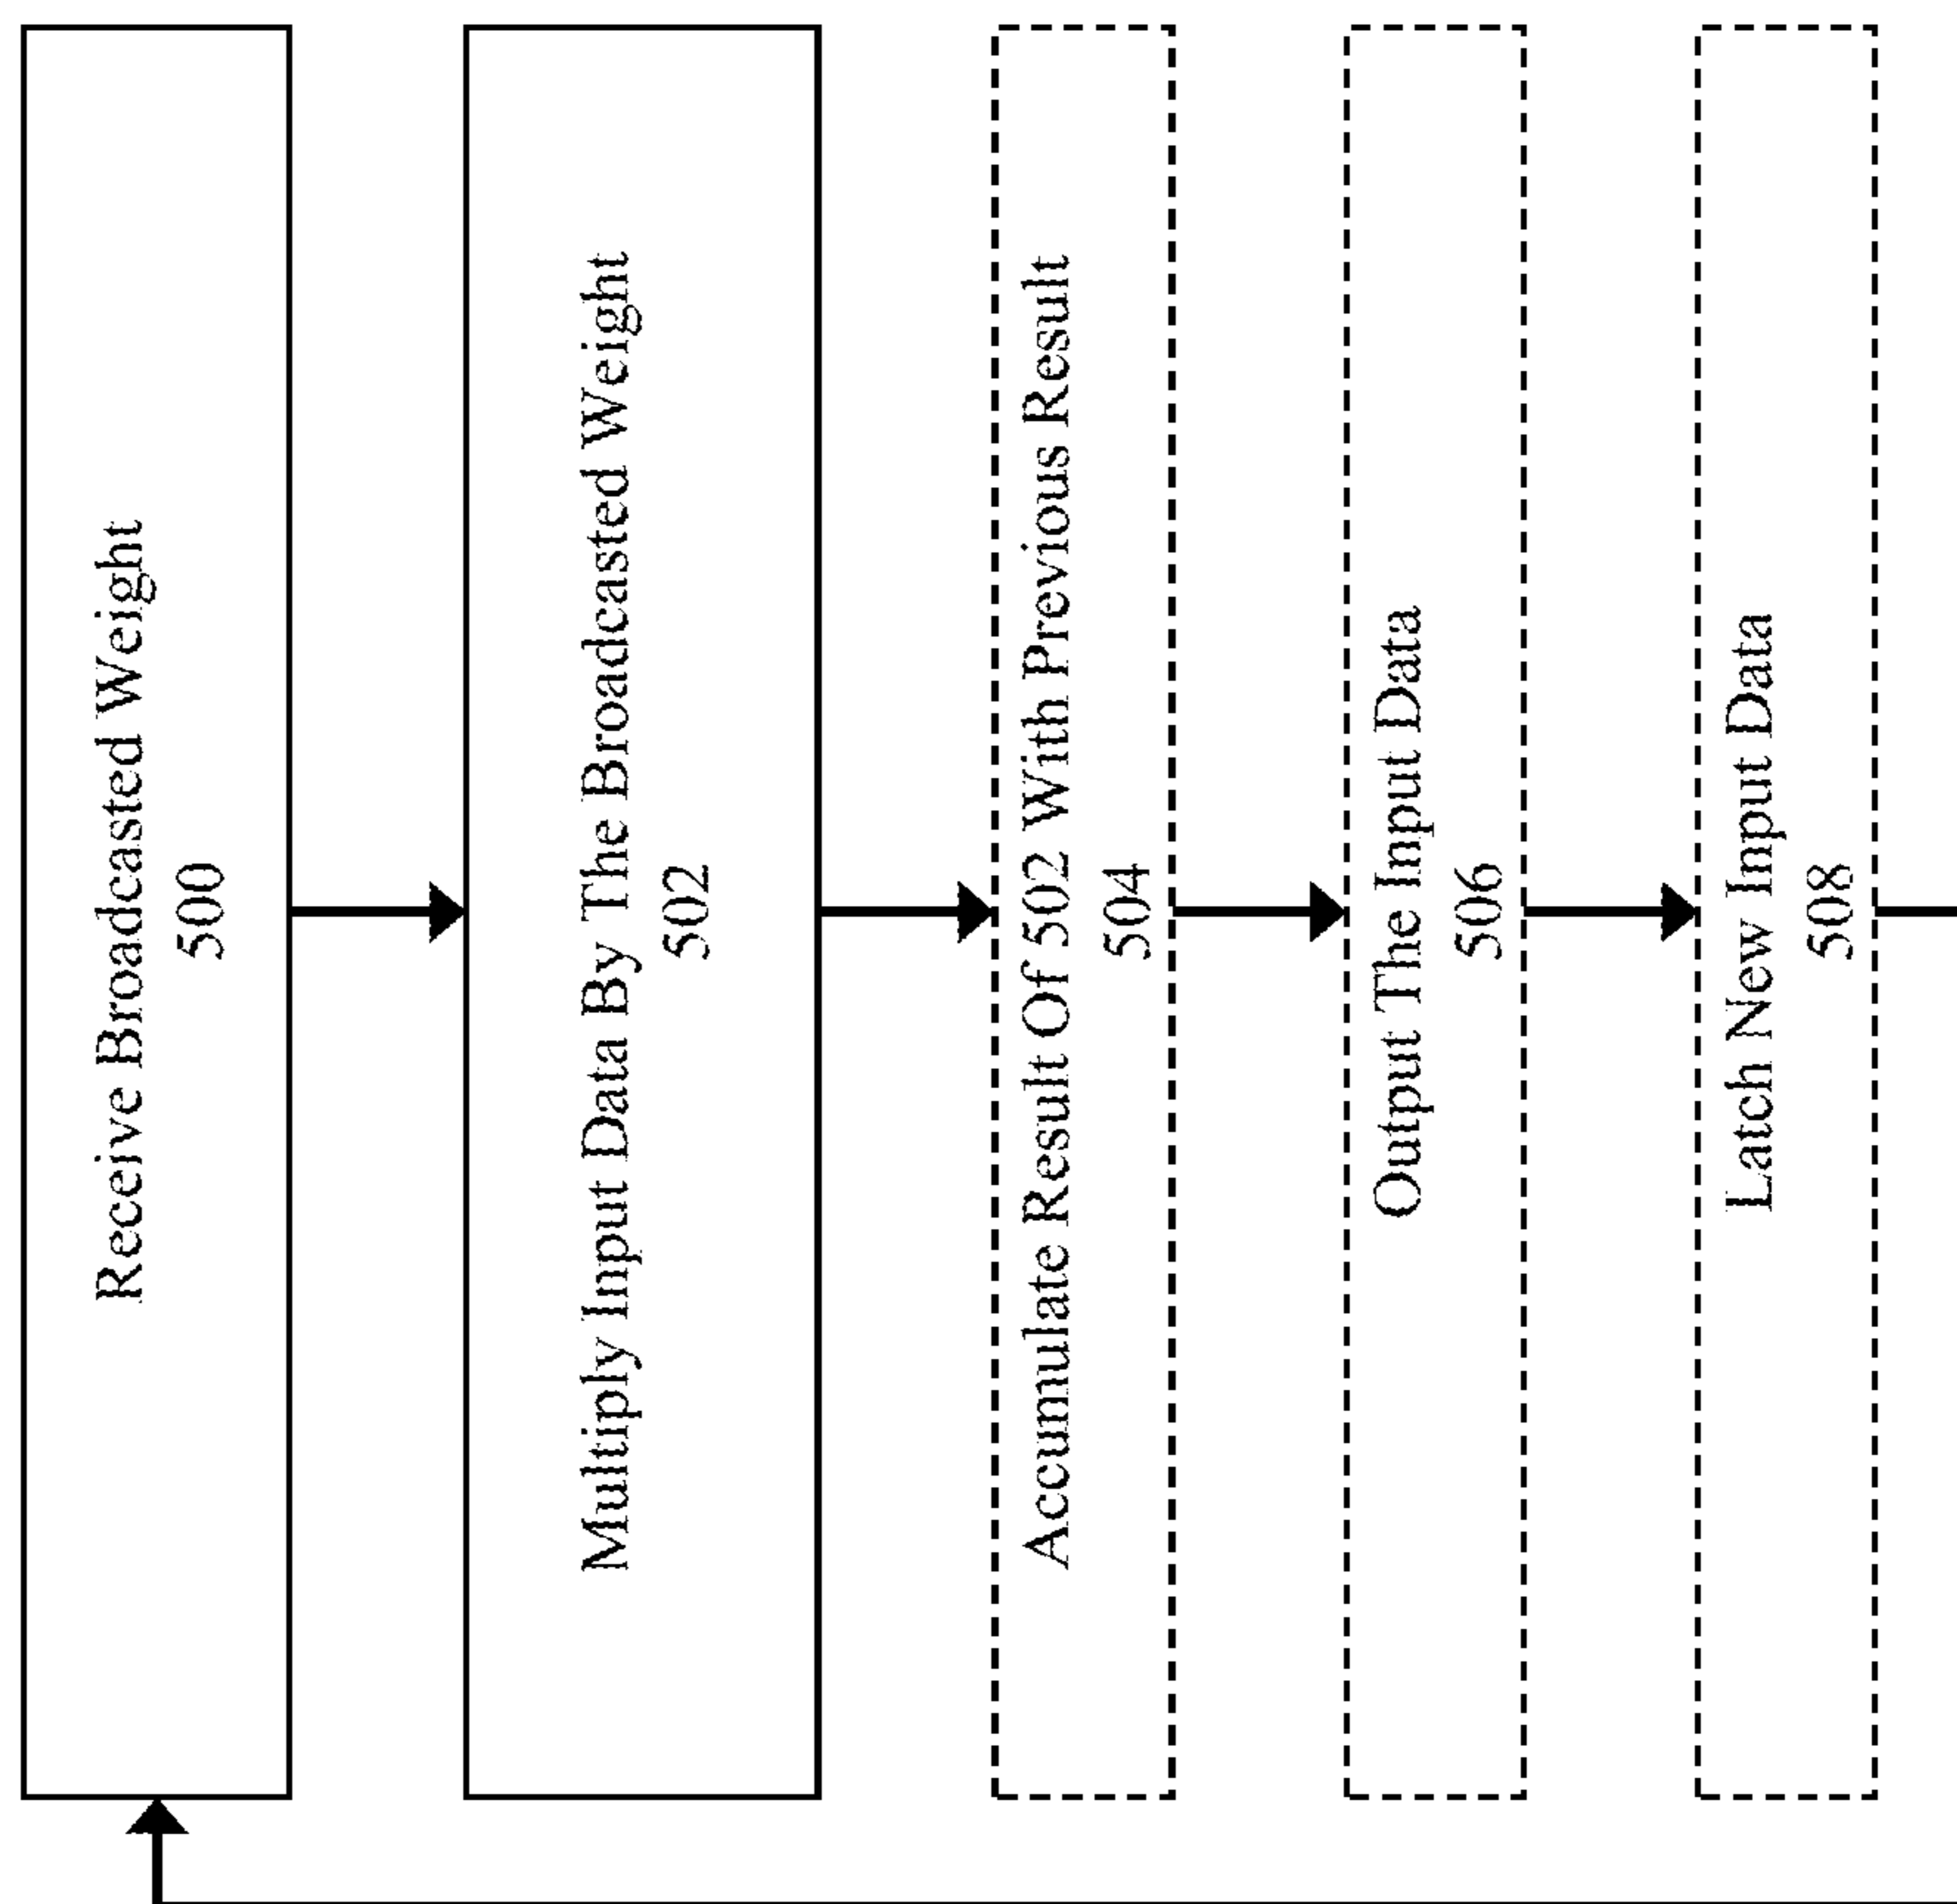 Receive Broadcasted Weight
500
Multiply Input Data By The Broadcasted Weight
502
Accumulate Result Of 502 With Previous Result
504
Output The Input Data
506
Latch New Input Data
508